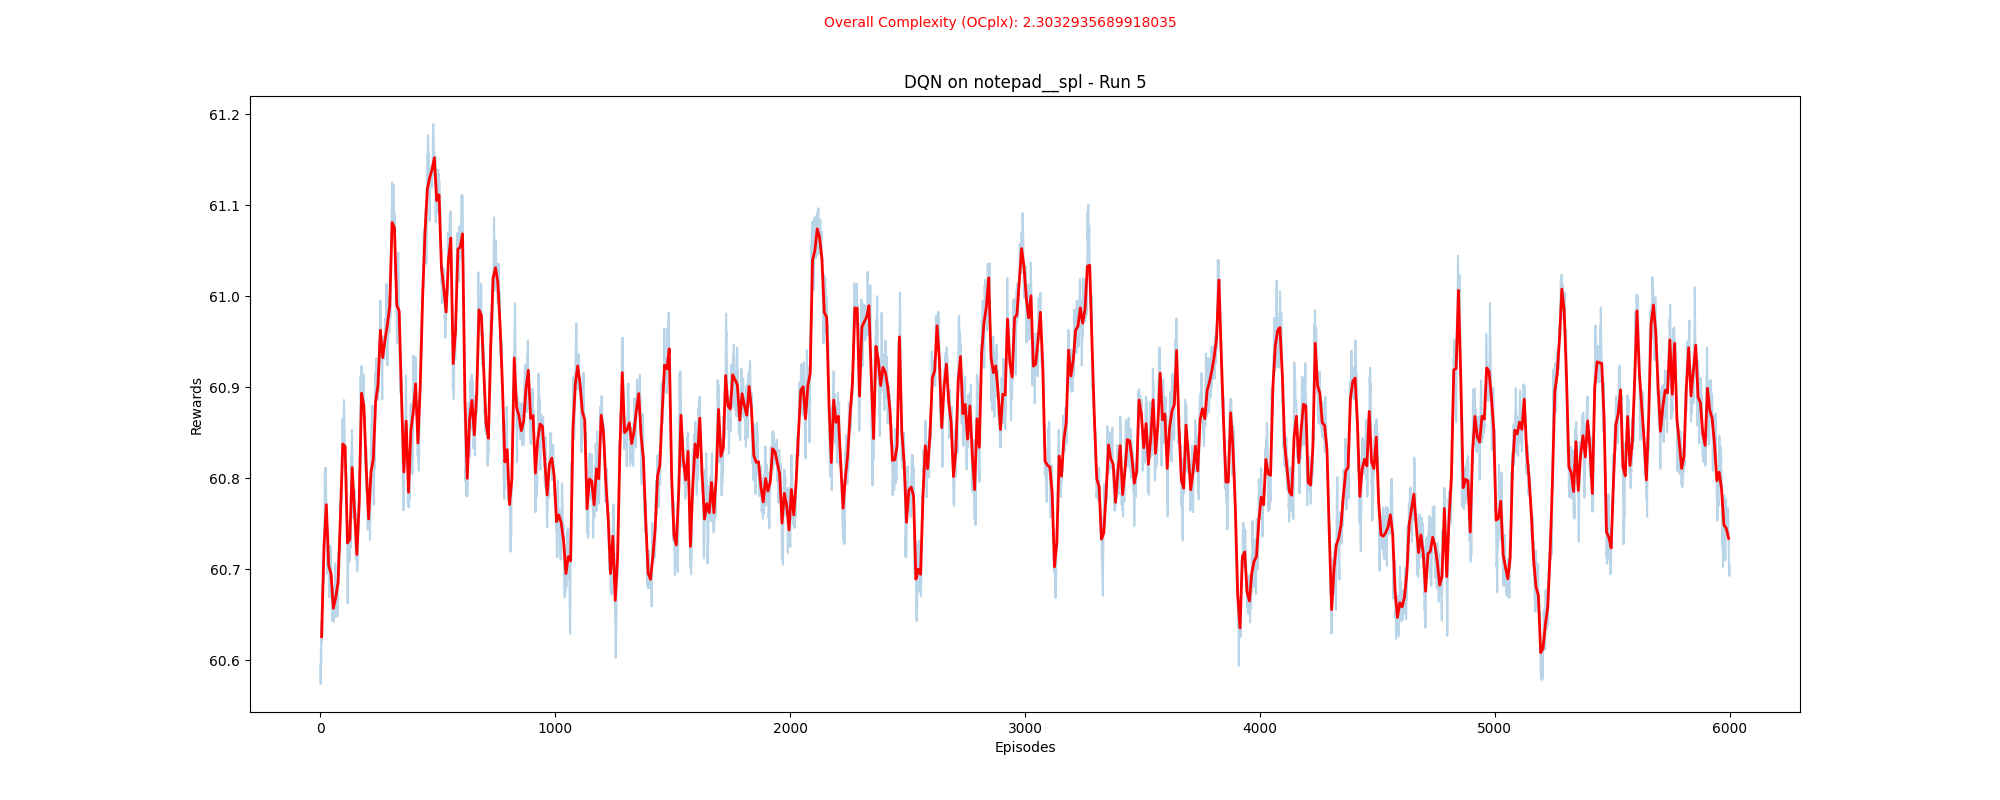 Overall Complexity (OCplx): 2.3032935689918035
DQN on notepad__spl - Run 5
61.2
61.1
61.0
60.9
60.8
60.7
60.6
Rewards
0 1000 2000 3000 4000 5000 6000
Episodes